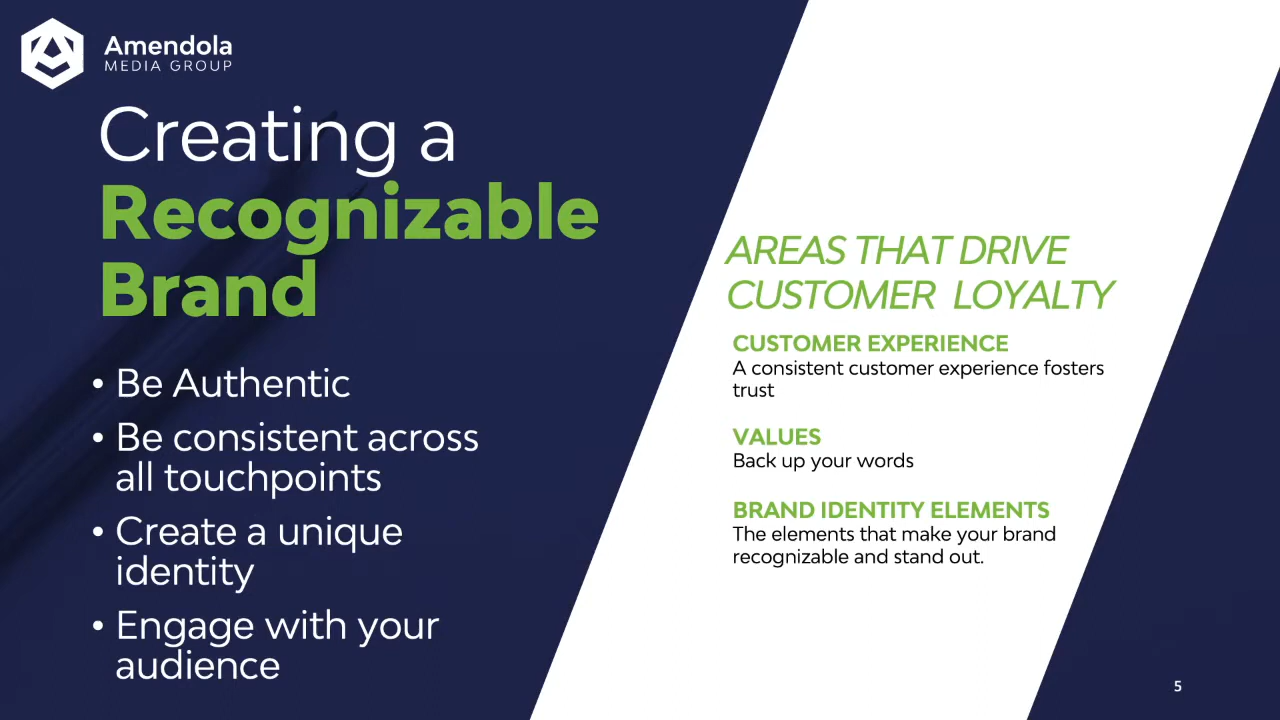 Amendola
MEDIA GROUP
Creating a
Recognizable
Brand
• Be Authentic
• Be consistent across
all touchpoints
• Create a unique
identity
• Engage with your
audience
AREAS THAT DRIVE
CUSTOMER LOYALTY
CUSTOMER EXPERIENCE
A consistent customer experience fosters
trust
VALUES
Back up your words
BRAND IDENTITY ELEMENTS
The elements that make your brand
recognizable and stand out.
5